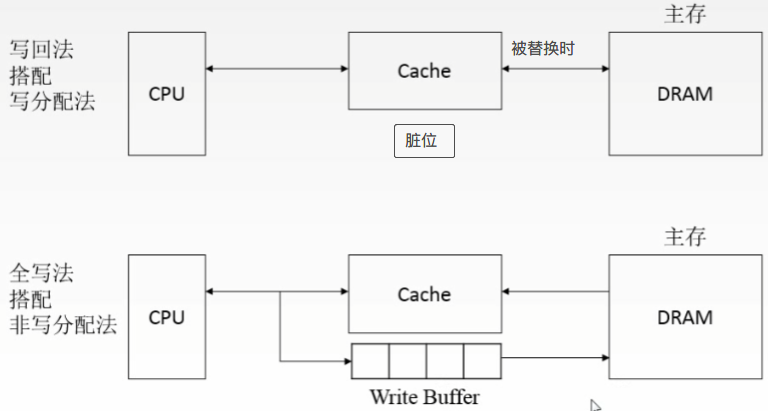 主存
写回法
搭配
写分配法
CPU
Cache
被替换时
DRAM
脏位
主存
全写法
搭配
非写分配法
CPU
Cache
DRAM
Write Buffer